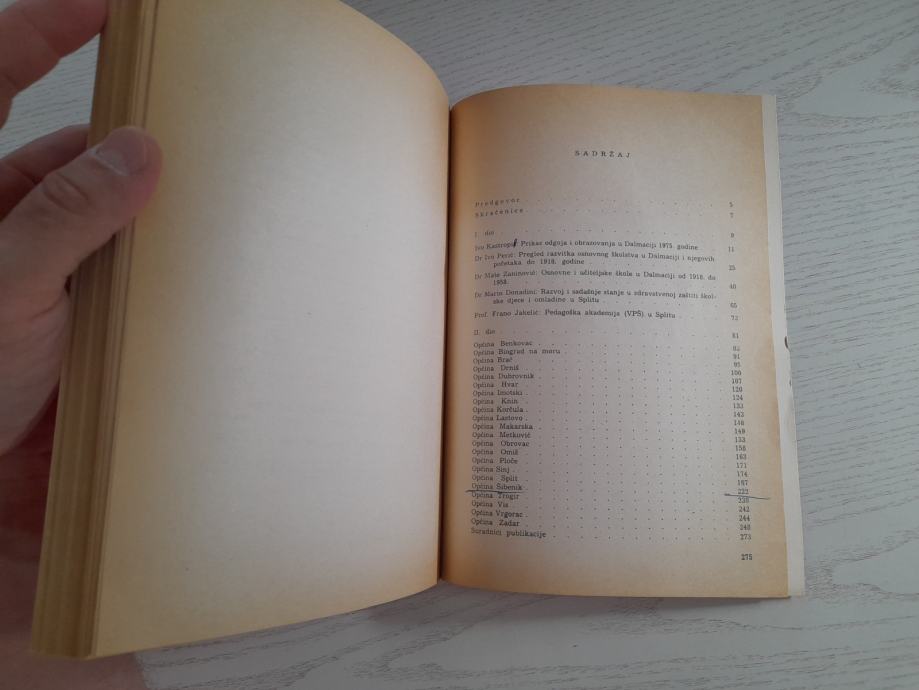 SADRŽAJ
Predgovor . . . . . . . . . . 5
Skraćenice . . . . . . . . . . 7
I. dio . . . . . . . . . . 9
Ivo Kastropil Prikaz odgoja i obrazovanja u Dalmaciji 1975. godine 11
Dr Ivo Perić: Pregled razvitka osnovnog školstva u Dalmaciji i njegovih
početaka do 1918. godine . . . . . . . . 25
Dr Mate Zaninović: Osnovne i učiteljske škole u Dalmaciji od 1918. do
1958. . . . . . . . . . . 40
Dr Marin Donadini: Razvoj i sadašnje stanje u zdravstvenoj zaštiti škol-
ske djece i omladine u Splitu . . . . . . . 65
Prof. Frano Jakelić: Pedagoška akademija (VPŠ) u Splitu . . . 72
II. dio . . . . . . . . . . 81
Općina Benkovac . . . . . . . . . . 82
Općina Biograd na moru . . . . . . . . . 91
Općina Brač . . . . . . . . . . 95
Općina Drniš . . . . . . . . . . 100
Općina Dubrovnik . . . . . . . . . . 107
Općina Hvar . . . . . . . . . . 120
Općina Imotski . . . . . . . . . . 124
Općina Knin . . . . . . . . . . 133
Općina Korčula . . . . . . . . . . 143
Općina Lastovo . . . . . . . . . . 146
Općina Makarska . . . . . . . . . . 149
Općina Metković . . . . . . . . . . 153
Općina Obrovac . . . . . . . . . . 158
Općina Omiš . . . . . . . . . . 163
Općina Ploče . . . . . . . . . . 171
Općina Sinj . . . . . . . . . . 174
Općina Split . . . . . . . . . . 187
Općina Šibenik . . . . . . . . . . 222
Općina Trogir . . . . . . . . . . 230
Općina Vis . . . . . . . . . . 242
Općina Vrgorac . . . . . . . . . . 244
Općina Zadar . . . . . . . . . . 248
Suradnici publikacije . . . . . . . . . 273
275